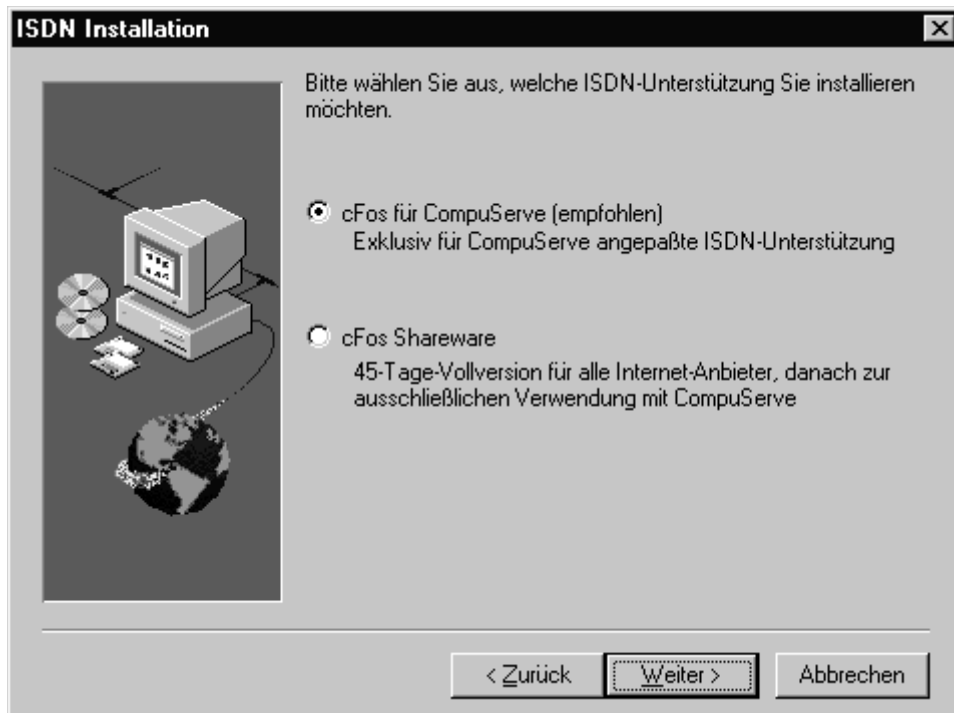 ISDN Installation
Bitte wählen Sie aus, welche ISDN-Unterstützung Sie installieren
möchten.
cFos für CompuServe (empfohlen)
Exklusiv für CompuServe angepaßte ISDN-Unterstützung
cFos Shareware
45-Tage-Vollversion für alle Internet-Anbieter, danach zur
ausschließlichen Verwendung mit CompuServe
< Zurück
Weiter >
Abbrechen